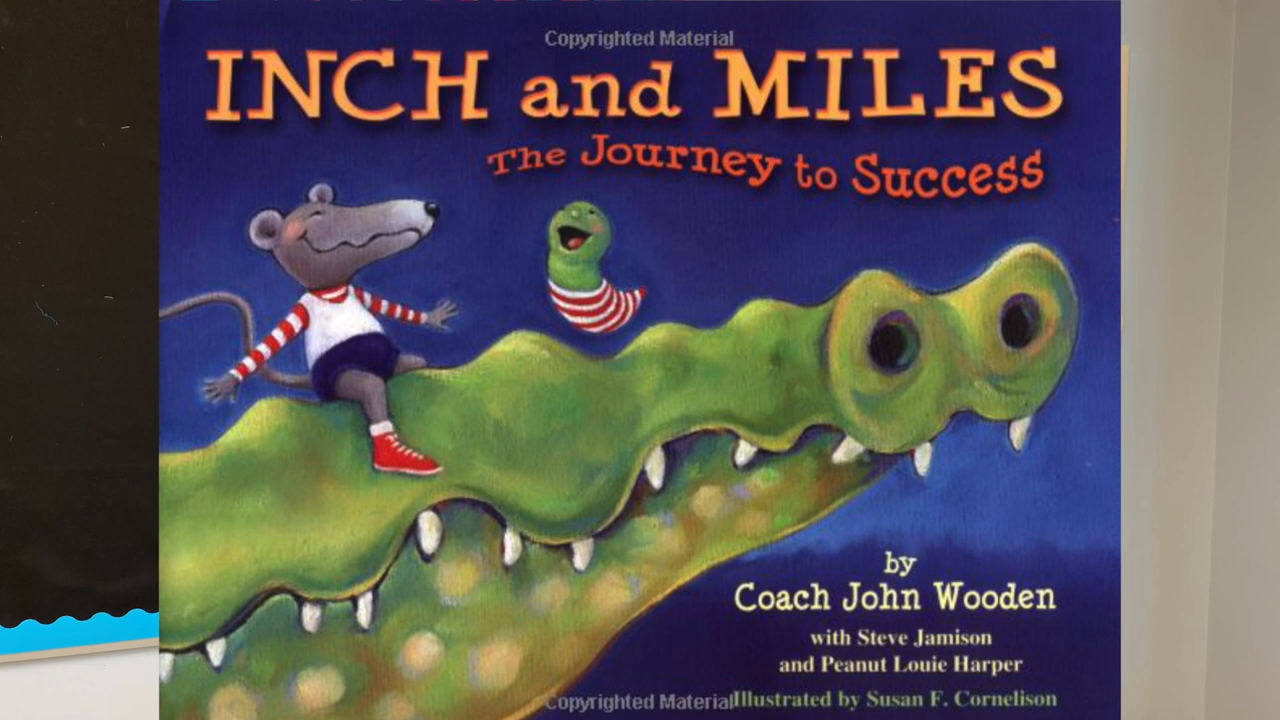 Copyrighted Material
INCH and MILES
The Journey to Success
by
Coach John Wooden
with Steve Jamison
and Peanut Louie Harper
Copyrighted Material
Illustrated by Susan F. Cornelison